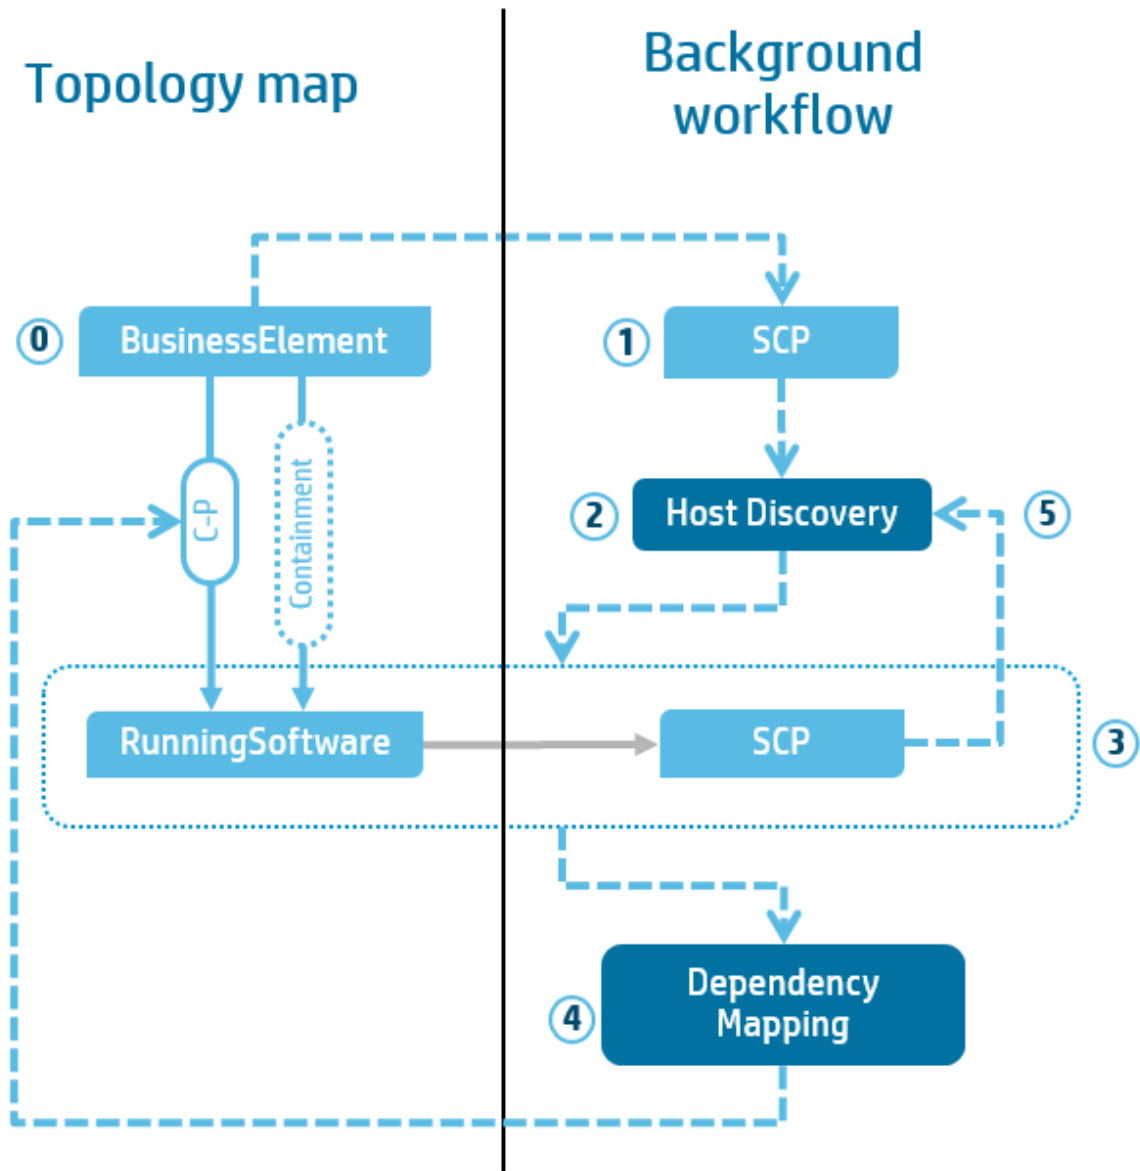 Topology map
Background
workflow
0
BusinessElement
1
SCP
C-P
Containment
2
Host Discovery
5
RunningSoftware
SCP
3
4
Dependency
Mapping